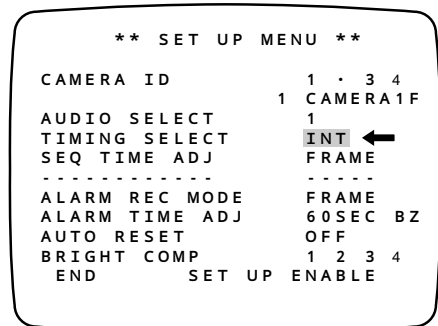 ** SET UP MENU **
CAMERA ID 1 · 3 4
1 CAMERA1F
AUDIO SELECT 1
TIMING SELECT INT
SEQ TIME ADJ FRAME
- - - - - - - - - - - - - - - - -
ALARM REC MODE FRAME
ALARM TIME ADJ 60SEC BZ
AUTO RESET OFF
BRIGHT COMP 1 2 3 4
END SET UP ENABLE